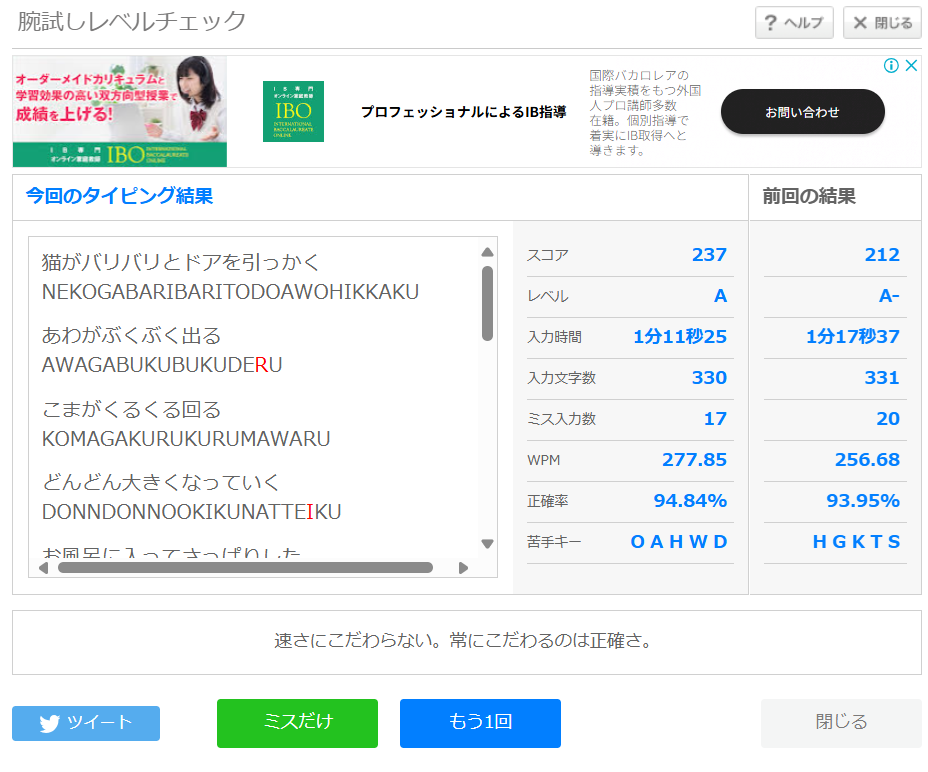 腕試しレベルチェック
? ヘルプ
× 閉じる
オーダーメイドカリキュラムと
学習効果の高い双方向型授業で
成績を上げる!
IB専門
オンライン家庭教師
IBO
INTERNATIONAL
BACCALAUREATE
ONLINE
IB専門
オンライン家庭教師
IBO
INTERNATIONAL
BACCALAUREATE
ONLINE
プロフェッショナルによるIB指導
国際バカロレアの
指導実績をもつ外国
人プロ講師多数
在籍。個別指導で
着実にIB取得へと
導きます。
お問い合わせ
今回のタイピング結果
前回の結果
猫がバリバリとドアを引っかく
NEKOGABARIBARITODOAWOHIKKAKU
あわがぶくぶく出る
AWAGABUKUBUKUDERU
こまがくるくる回る
KOMAGAKURUKURUMAWARU
どんどん大きくなっていく
DONNDONNOOKIKUNATTEIKU
お風呂に入ってさっぱりした
スコア 237 212
レベル A A-
入力時間 1分11秒25 1分17秒37
入力文字数 330 331
ミス入力数 17 20
WPM 277.85 256.68
正確率 94.84% 93.95%
苦手キー O A H W D H G K T S
速さにこだわらない。常にこだわるのは正確さ。
ツイート
ミスだけ
もう1回
閉じる